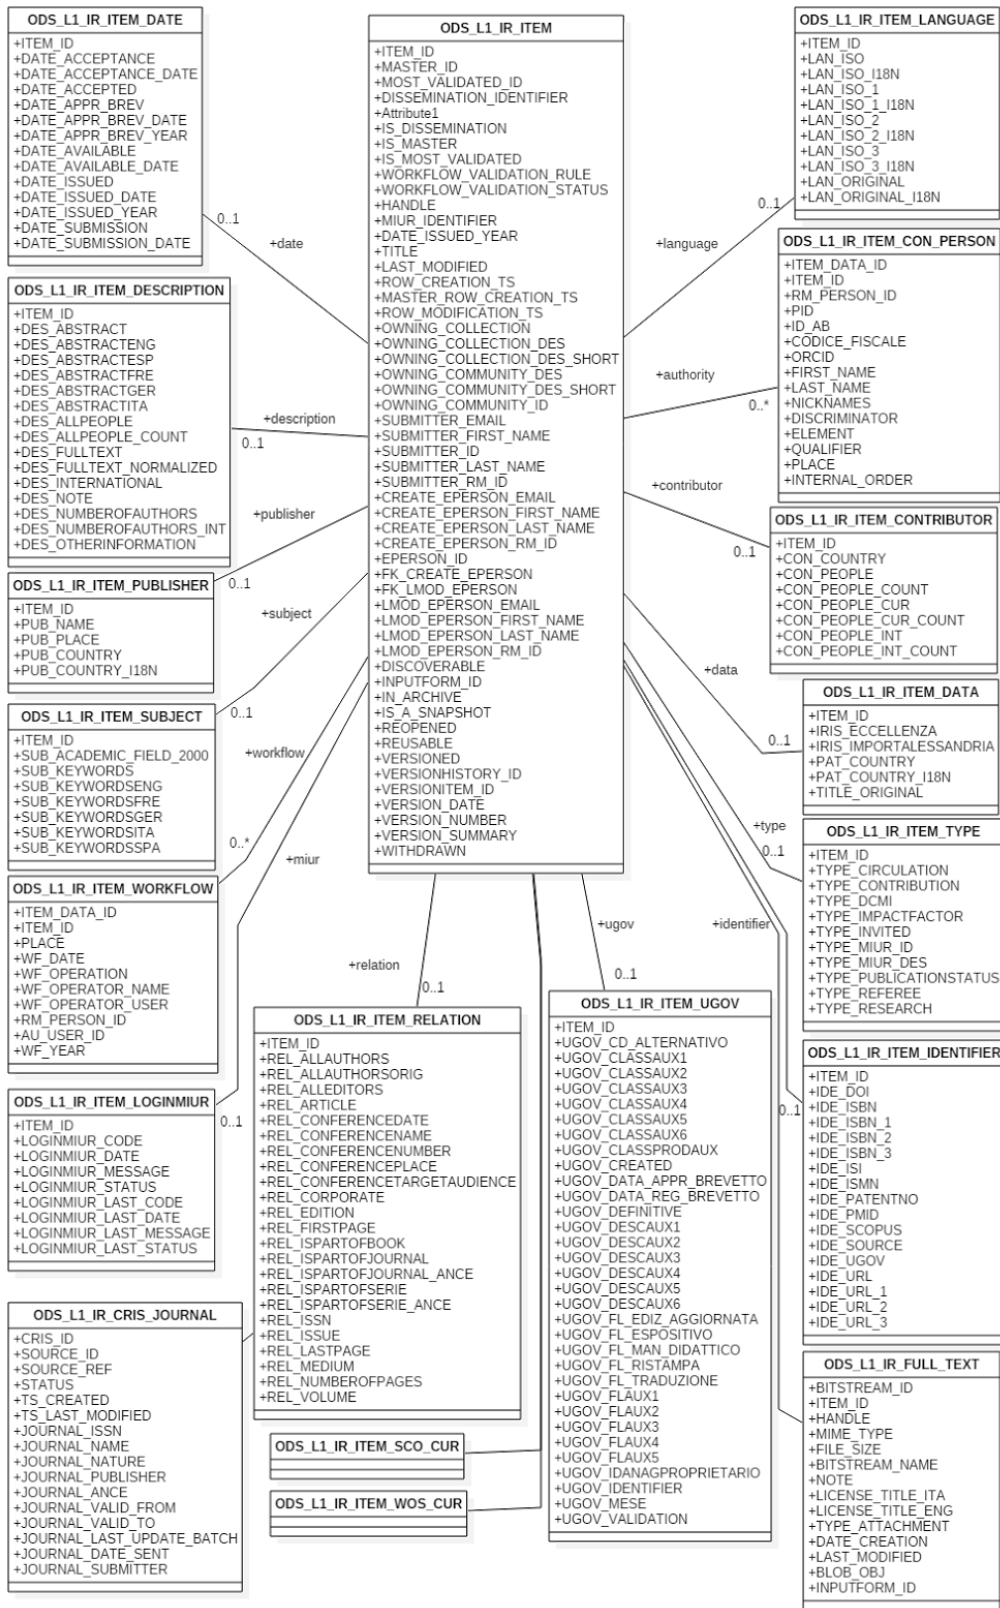 ODS_L1_IR_ITEM_DATE
+ITEM_ID
+DATE_ACCEPTANCE
+DATE_ACCEPTANCE_DATE
+DATE_ACCEPTED
+DATE_APPR_BREV
+DATE_APPR_BREV_DATE
+DATE_APPR_BREV_YEAR
+DATE_AVAILABLE
+DATE_AVAILABLE_DATE
+DATE_ISSUED
+DATE_ISSUED_DATE
+DATE_ISSUED_YEAR
+DATE_SUBMISSION
+DATE_SUBMISSION_DATE
0..1
+date
ODS_L1_IR_ITEM_DESCRIPTION
+ITEM_ID
+DES_ABSTRACT
+DES_ABSTRACTENG
+DES_ABSTRACTESP
+DES_ABSTRACTFRE
+DES_ABSTRACTGER
+DES_ABSTRACTITA
+DES_ALLPEOPLE
+DES_ALLPEOPLE_COUNT
+DES_FULLTEXT
+DES_FULLTEXT_NORMALIZED
+DES_INTERNATIONAL
+DES_NOTE
+DES_NUMBEROFAUTHORS
+DES_NUMBEROFAUTHORS_INT
+DES_OTHERINFORMATION
+description
0..1
ODS_L1_IR_ITEM_PUBLISHER
+ITEM_ID
+PUB_NAME
+PUB_PLACE
+PUB_COUNTRY
+PUB_COUNTRY_I18N
+publisher
0..1
ODS_L1_IR_ITEM_SUBJECT
+ITEM_ID
+SUB_ACADEMIC_FIELD_2000
+SUB_KEYWORDS
+SUB_KEYWORDSENG
+SUB_KEYWORDSFRE
+SUB_KEYWORDSGER
+SUB_KEYWORDSITA
+SUB_KEYWORDSSPA
+subject
0..1
ODS_L1_IR_ITEM_WORKFLOW
+ITEM_DATA_ID
+ITEM_ID
+PLACE
+WF_DATE
+WF_OPERATION
+WF_OPERATOR_NAME
+WF_OPERATOR_USER
+RM_PERSON_ID
+AU_USER_ID
+WF_YEAR
+workflow
0..*
ODS_L1_IR_ITEM_LOGINMIUR
+ITEM_ID
+LOGINMIUR_CODE
+LOGINMIUR_DATE
+LOGINMIUR_MESSAGE
+LOGINMIUR_STATUS
+LOGINMIUR_LAST_CODE
+LOGINMIUR_LAST_DATE
+LOGINMIUR_LAST_MESSAGE
+LOGINMIUR_LAST_STATUS
+miur
0..1
ODS_L1_IR_CRIS_JOURNAL
+CRIS_ID
+SOURCE_ID
+SOURCE_REF
+STATUS
+TS_CREATED
+TS_LAST_MODIFIED
+JOURNAL_ISSN
+JOURNAL_NAME
+JOURNAL_NATURE
+JOURNAL_PUBLISHER
+JOURNAL_ANCE
+JOURNAL_VALID_FROM
+JOURNAL_VALID_TO
+JOURNAL_LAST_UPDATE_BATCH
+JOURNAL_DATE_SENT
+JOURNAL_SUBMITTER
ODS_L1_IR_ITEM
+ITEM_ID
+MASTER_ID
+MOST_VALIDATED_ID
+DISSEMINATION_IDENTIFIER
+Attribute1
+IS_DISSEMINATION
+IS_MASTER
+IS_MOST_VALIDATED
+WORKFLOW_VALIDATION_RULE
+WORKFLOW_VALIDATION_STATUS
+HANDLE
+MIUR_IDENTIFIER
+DATE_ISSUED_YEAR
+TITLE
+LAST_MODIFIED
+ROW_CREATION_TS
+MASTER_ROW_CREATION_TS
+ROW_MODIFICATION_TS
+OWNING_COLLECTION
+OWNING_COLLECTION_DES
+OWNING_COLLECTION_DES_SHORT
+OWNING_COMMUNITY_DES
+OWNING_COMMUNITY_DES_SHORT
+OWNING_COMMUNITY_ID
+SUBMITTER_EMAIL
+SUBMITTER_FIRST_NAME
+SUBMITTER_ID
+SUBMITTER_LAST_NAME
+SUBMITTER_RM_ID
+CREATE_EPERSON_EMAIL
+CREATE_EPERSON_FIRST_NAME
+CREATE_EPERSON_LAST_NAME
+CREATE_EPERSON_RM_ID
+EPERSON_ID
+FK_CREATE_EPERSON
+FK_LMOD_EPERSON
+LMOD_EPERSON_EMAIL
+LMOD_EPERSON_FIRST_NAME
+LMOD_EPERSON_LAST_NAME
+LMOD_EPERSON_RM_ID
+DISCOVERABLE
+INPUTFORM_ID
+IN_ARCHIVE
+IS_A_SNAPSHOT
+REOPENED
+REUSABLE
+VERSIONED
+VERSIONHISTORY_ID
+VERSIONITEM_ID
+VERSION_DATE
+VERSION_NUMBER
+VERSION_SUMMARY
+WITHDRAWN
+relation
0..1
ODS_L1_IR_ITEM_RELATION
+ITEM_ID
+REL_ALLAUTHORS
+REL_ALLAUTHORSORIG
+REL_ALLEDITORS
+REL_ARTICLE
+REL_CONFERENCEDATE
+REL_CONFERENCENAME
+REL_CONFERENCENUMBER
+REL_CONFERENCEPLACE
+REL_CONFERENCETARGETAUDIENCE
+REL_CORPORATE
+REL_EDITION
+REL_FIRSTPAGE
+REL_ISPARTOFBOOK
+REL_ISPARTOFJOURNAL
+REL_ISPARTOFJOURNAL_ANCE
+REL_ISPARTOFSERIE
+REL_ISPARTOFSERIE_ANCE
+REL_ISSN
+REL_ISSUE
+REL_LASTPAGE
+REL_MEDIUM
+REL_NUMBEROFPAGES
+REL_VOLUME
ODS_L1_IR_ITEM_SCO_CUR
ODS_L1_IR_ITEM_WOS_CUR
+ugov
0..1
ODS_L1_IR_ITEM_UGOV
+ITEM_ID
+UGOV_CD_ALTERNATIVO
+UGOV_CLASSAUX1
+UGOV_CLASSAUX2
+UGOV_CLASSAUX3
+UGOV_CLASSAUX4
+UGOV_CLASSAUX5
+UGOV_CLASSAUX6
+UGOV_CLASSPRODAUX
+UGOV_CREATED
+UGOV_DATA_APPR_BREVETTO
+UGOV_DATA_REG_BREVETTO
+UGOV_DEFINITIVE
+UGOV_DESCAUX1
+UGOV_DESCAUX2
+UGOV_DESCAUX3
+UGOV_DESCAUX4
+UGOV_DESCAUX5
+UGOV_DESCAUX6
+UGOV_FL_EDIZ_AGGIORNATA
+UGOV_FL_ESPOSITIVO
+UGOV_FL_MAN_DIDATTICO
+UGOV_FL_RISTAMPA
+UGOV_FL_TRADUZIONE
+UGOV_FLAUX1
+UGOV_FLAUX2
+UGOV_FLAUX3
+UGOV_FLAUX4
+UGOV_FLAUX5
+UGOV_IDANAGPROPRIETARIO
+UGOV_IDENTIFIER
+UGOV_MESE
+UGOV_VALIDATION
ODS_L1_IR_ITEM_LANGUAGE
+ITEM_ID
+LAN_ISO
+LAN_ISO_I18N
+LAN_ISO_1
+LAN_ISO_1_I18N
+LAN_ISO_2
+LAN_ISO_2_I18N
+LAN_ISO_3
+LAN_ISO_3_I18N
+LAN_ORIGINAL
+LAN_ORIGINAL_I18N
0..1
+language
ODS_L1_IR_ITEM_CON_PERSON
+ITEM_DATA_ID
+ITEM_ID
+RM_PERSON_ID
+PID
+ID_AB
+CODICE_FISCALE
+ORCID
+FIRST_NAME
+LAST_NAME
+NICKNAMES
+DISCRIMINATOR
+ELEMENT
+QUALIFIER
+PLACE
+INTERNAL_ORDER
+authority
0..*
ODS_L1_IR_ITEM_CONTRIBUTOR
+ITEM_ID
+CON_COUNTRY
+CON_PEOPLE
+CON_PEOPLE_COUNT
+CON_PEOPLE_CUR
+CON_PEOPLE_CUR_COUNT
+CON_PEOPLE_INT
+CON_PEOPLE_INT_COUNT
+contributor
0..1
ODS_L1_IR_ITEM_DATA
+ITEM_ID
+IRIS_ECCELLENZA
+IRIS_IMPORTALESSANDRIA
+PAT_COUNTRY
+PAT_COUNTRY_I18N
+TITLE_ORIGINAL
+data
0..1
ODS_L1_IR_ITEM_TYPE
+ITEM_ID
+TYPE_CIRCULATION
+TYPE_CONTRIBUTION
+TYPE_DCMI
+TYPE_IMPACTFACTOR
+TYPE_INVITED
+TYPE_MIUR_ID
+TYPE_MIUR_DES
+TYPE_PUBLICATIONSTATUS
+TYPE_REFEREE
+TYPE_RESEARCH
+type
0..1
ODS_L1_IR_ITEM_IDENTIFIER
+ITEM_ID
+IDE_DOI
+IDE_ISBN
+IDE_ISBN_1
+IDE_ISBN_2
+IDE_ISBN_3
+IDE_ISI
+IDE_ISMN
+IDE_PATENTNO
+IDE_PMID
+IDE_SCOPUS
+IDE_SOURCE
+IDE_UGOV
+IDE_URL
+IDE_URL_1
+IDE_URL_2
+IDE_URL_3
+identifier
0..1
ODS_L1_IR_FULL_TEXT
+BITSTREAM_ID
+ITEM_ID
+HANDLE
+MIME_TYPE
+FILE_SIZE
+BITSTREAM_NAME
+NOTE
+LICENSE_TITLE_ITA
+LICENSE_TITLE_ENG
+TYPE_ATTACHMENT
+DATE_CREATION
+LAST_MODIFIED
+BLOB_OBJ
+INPUTFORM_ID